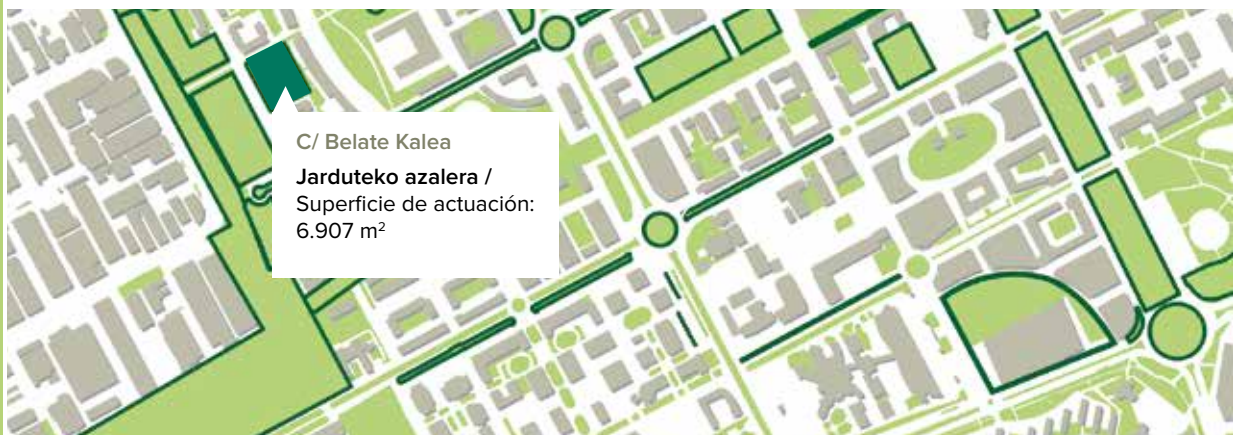 C/ Belate Kalea
Jarduteko azalera /
Superficie de actuación:
6.907 m²